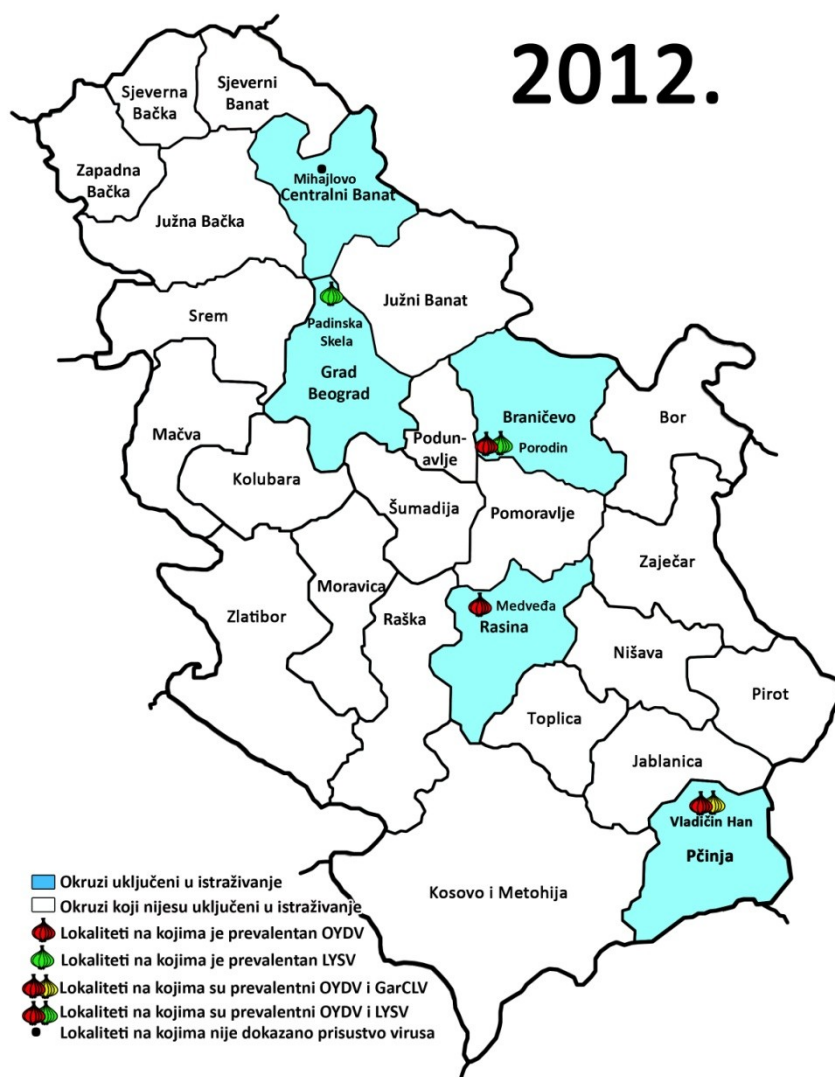 2012.
Sjeverna
Bačka
Sjeverni
Banat
Zapadna
Bačka
Mihajlovo
Centralni Banat
Južna Bačka
Južni Banat
Srem
Padinska
Skela
Grad
Beograd
Braničevo
Bor
Mačva
Podun-
avlje
Porodin
Kolubara
Šumadija
Pomoravlje
Zaječar
Moravica
Medveđa
Zlatibor
Raška
Rasina
Nišava
Pirot
Toplica
Jablanica
Vladičin Han
Pčinja
Kosovo i Metohija
Okruzi uključeni u istraživanje
Okruzi koji nijesu uključeni u istraživanje
Lokaliteti na kojima je prevalentan OYDV
Lokaliteti na kojima je prevalentan LYSV
Lokaliteti na kojima su prevalentni OYDV i GarCLV
Lokaliteti na kojima su prevalentni OYDV i LYSV
Lokaliteti na kojima nije dokazano prisustvo virusa